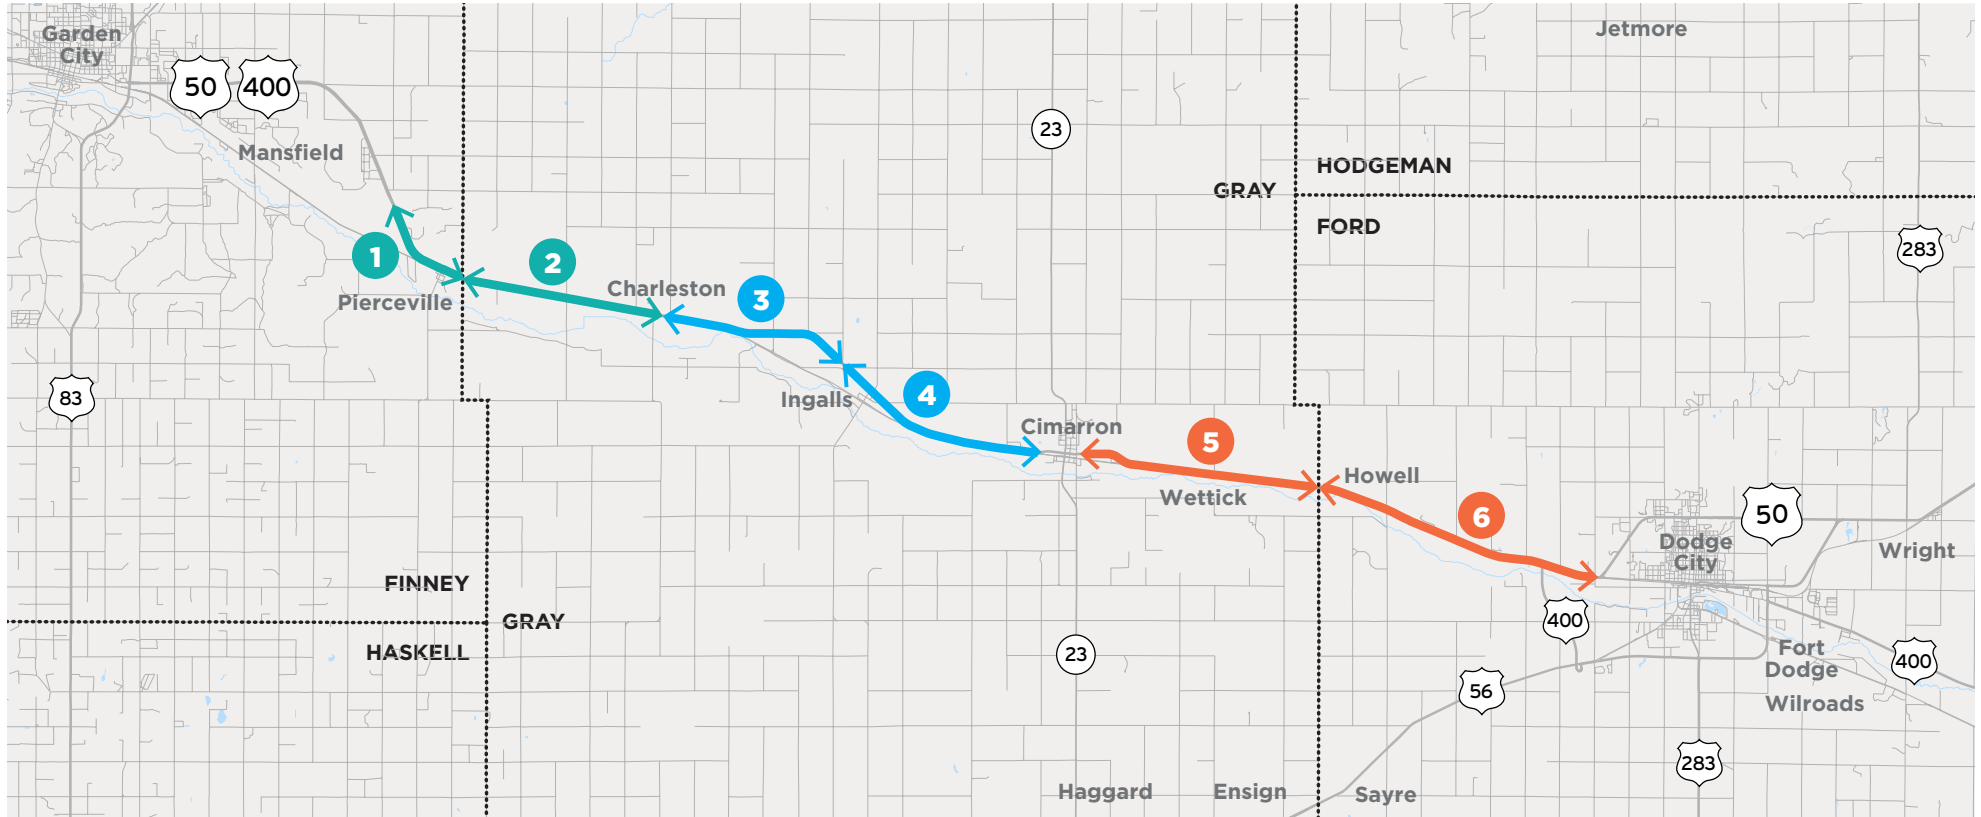 Garden
City
Jetmore
50
400
23
Mansfield
HODGEMAN
GRAY
FORD
283
1
2
Pierceville
Charleston
3
83
Ingalls
4
Cimarron
5
Wettick
Howell
6
50
Dodge
City
Wright
FINNEY
GRAY
HASKELL
400
23
56
Fort
Dodge
400
Wilroads
283
Haggard
Ensign
Sayre